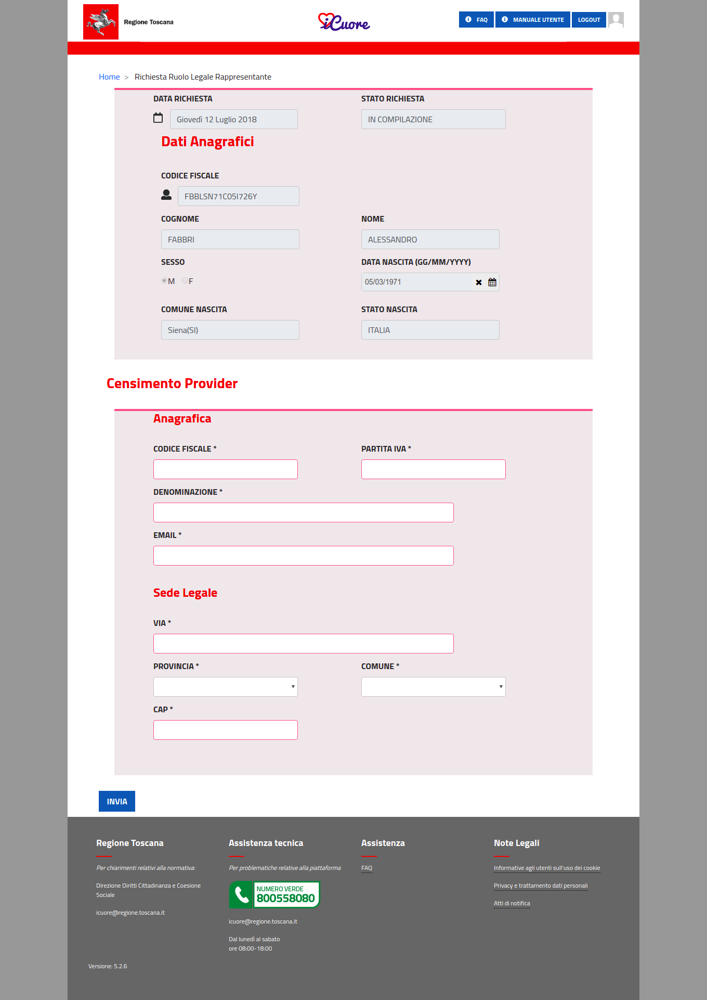 Regione Toscana
iCuore
FAQ
MANUALE UTENTE
LOGOUT
Home > Richiesta Ruolo Legale Rappresentante
DATA RICHIESTA
STATO RICHIESTA
Giovedì 12 Luglio 2018
IN COMPILAZIONE
Dati Anagrafici
CODICE FISCALE
FBBLSN71C05I726Y
COGNOME
NOME
FABBRI
ALESSANDRO
SESSO
DATA NASCITA (GG/MM/YYYY)
M F
05/03/1971
COMUNE NASCITA
STATO NASCITA
Siena(SI)
ITALIA
Censimento Provider
Anagrafica
CODICE FISCALE *
PARTITA IVA *
DENOMINAZIONE *
EMAIL *
Sede Legale
VIA *
PROVINCIA *
COMUNE *
CAP *
INVIA
Regione Toscana
Per chiarimenti relativi alla normativa:
Direzione Diritti Cittadinanza e Coesione
Sociale
icuore@regione.toscana.it
Assistenza tecnica
Per problematiche relative alla piattaforma
NUMERO VERDE
800558080
icuore@regione.toscana.it
Dal lunedì al sabato
ore 08:00-18:00
Assistenza
FAQ
Note Legali
Informative agli utenti sull'uso dei cookie
Privacy e trattamento dati personali
Atti di notifica
Versione: 5.2.6